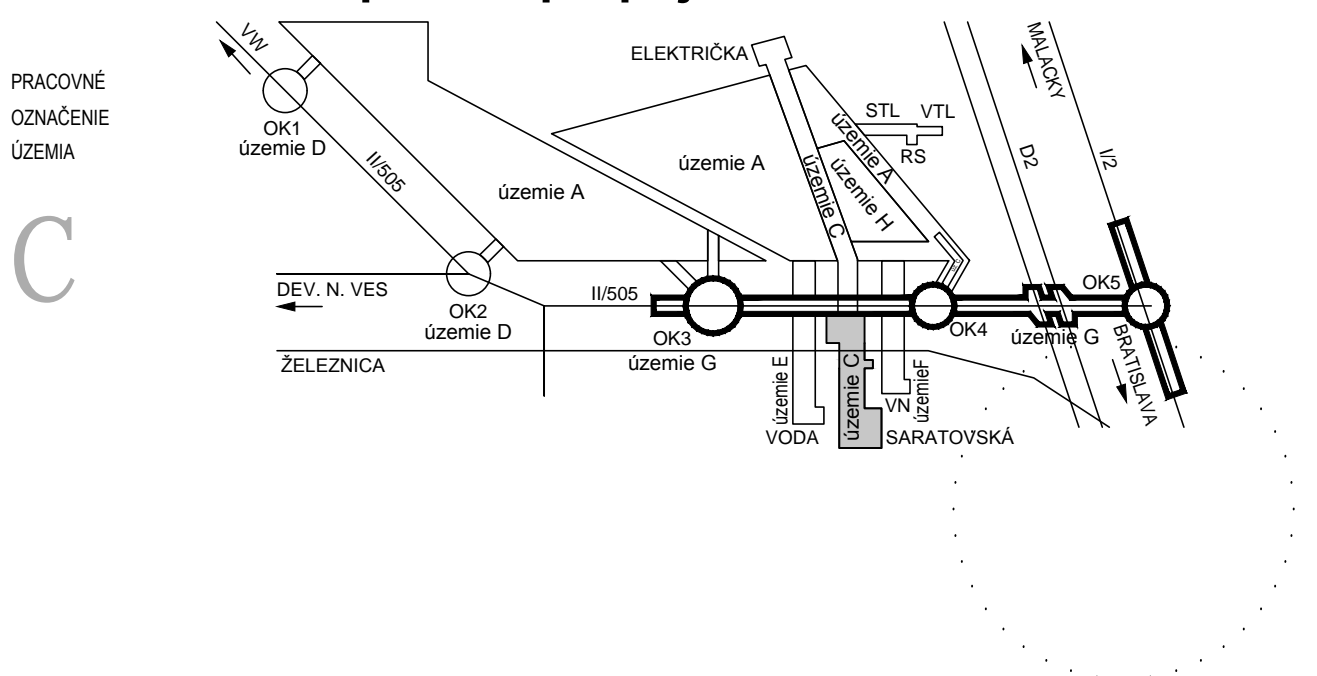 PRACOVNÉ
OZNAČENIE
ÚZEMIA
C
VW
OK1
územie D
II/505
DEV. N. VES
OK2
územie D
ŽELEZNICA
územie A
územie A
ELEKTRIČKA
územie C
územie A
územie H
STL
VTL
RS
MALACKY
D2
I/2
II/505
OK3
územie G
OK4
OK5
územie G
BRATISLAVA
územie E
VODA
územie C
územieF
VN
SARATOVSKÁ